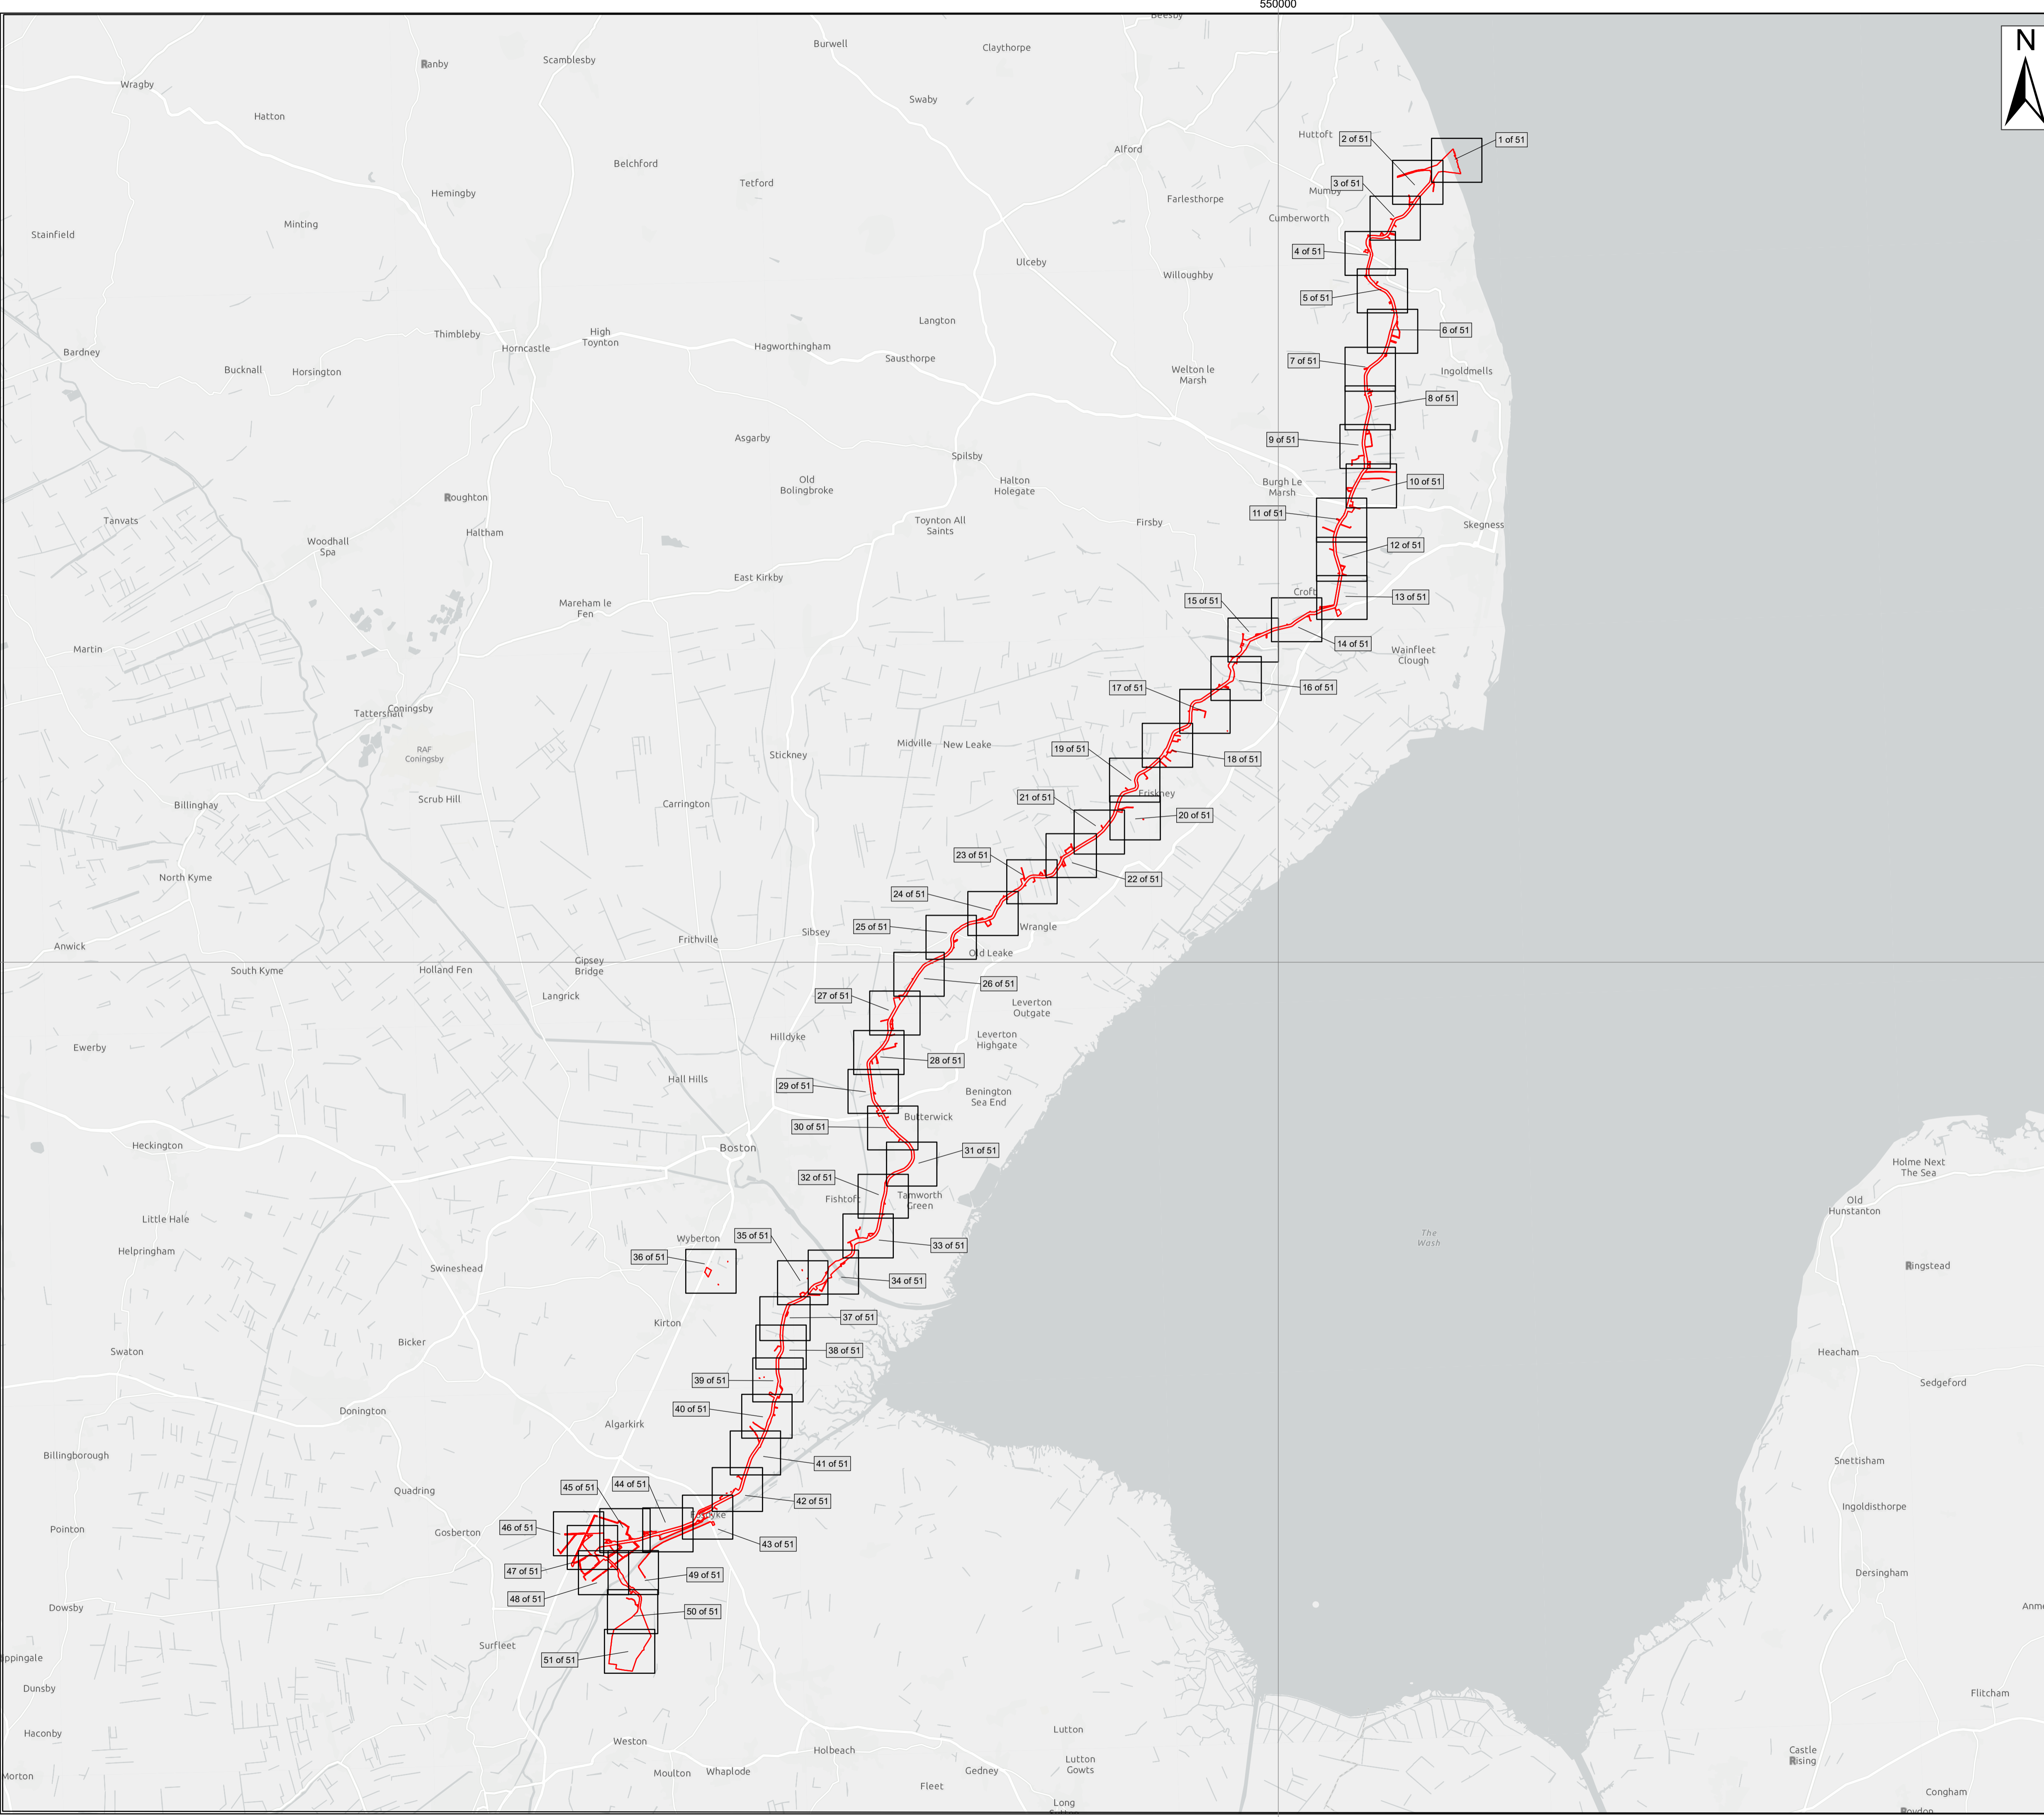 550000
Beesby
Burwell
Claythorpe
N
Scamblesby
Ranby
Wragby
Swaby
Hatton
Huttoft
2 of 51
1 of 51
Alford
Belchford
Tetford
3 of 51
Mumby
Hemingby
Farlesthorpe
Cumberworth
Minting
Stainfield
4 of 51
Ulceby
Willoughby
5 of 51
Langton
6 of 51
Thimbleby
High
Toynton
Horncastle
Hagworthingham
Bardney
Sausthorpe
7 of 51
Bucknall
Horsington
Welton le
Marsh
Ingoldmells
8 of 51
Asgarby
9 of 51
Spilsby
Old
Bolingbroke
Halton
Holegate
Burgh Le
Marsh
10 of 51
Roughton
11 of 51
Tanvats
Toynton All
Saints
Firsby
Skegness
Haltham
Woodhall
Spa
12 of 51
East Kirkby
Croft
13 of 51
15 of 51
Mareham le
Fen
14 of 51
Martin
Wainfleet
Clough
17 of 51
16 of 51
Coningsby
Tattershall
RAF
Coningsby
Stickney
Midville
New Leake
19 of 51
18 of 51
Scrub Hill
Billinghay
Carrington
21 of 51
Friskney
20 of 51
23 of 51
22 of 51
North Kyme
24 of 51
25 of 51
Wrangle
Sibsey
Frithville
Anwick
Old Leake
South Kyme
Holland Fen
Gipsey
Bridge
26 of 51
Langrick
27 of 51
Leverton
Outgate
Hilldyke
Leverton
Highgate
Ewerby
28 of 51
Hall Hills
29 of 51
Benington
Sea End
Butterwick
30 of 51
Heckington
Boston
31 of 51
Holme Next
The Sea
32 of 51
Fishtoft
Tamworth
Green
Old
Hunstanton
Little Hale
35 of 51
Wyberton
33 of 51
The
Wash
Helpringham
36 of 51
Swineshead
34 of 51
Ringstead
37 of 51
Kirton
Bicker
38 of 51
Swaton
Heacham
39 of 51
Sedgeford
40 of 51
Donington
Algarkirk
Billingborough
41 of 51
Snettisham
45 of 51
44 of 51
Quadring
42 of 51
Ingoldisthorpe
Fosdyke
46 of 51
Pointon
Gosberton
43 of 51
47 of 51
49 of 51
Dersingham
48 of 51
Dowsby
50 of 51
Surfleet
51 of 51
ippingale
Dunsby
Flitcham
Haconby
Lutton
Weston
Holbeach
Lutton
Gowts
Castle
Rising
Moulton
Whaplode
Gedney
Morton
Fleet
Congham
Long